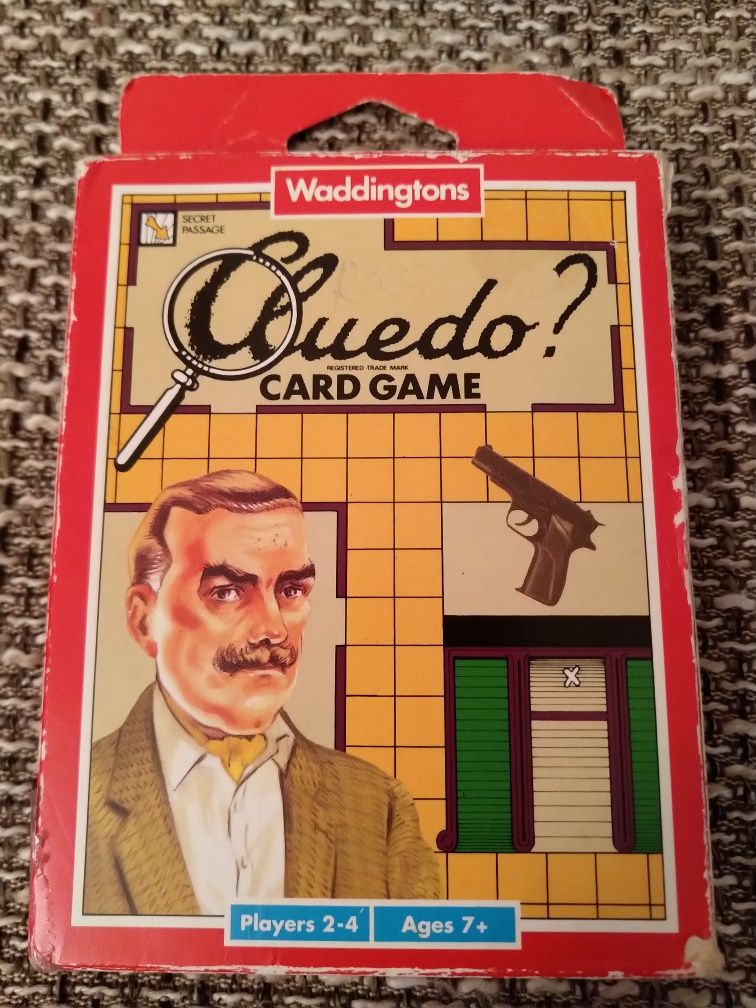 Waddingtons
SECRET
PASSAGE
Cluedo?
REGISTERED TRADE MARK
CARD GAME
X
Players 2-4
Ages 7+